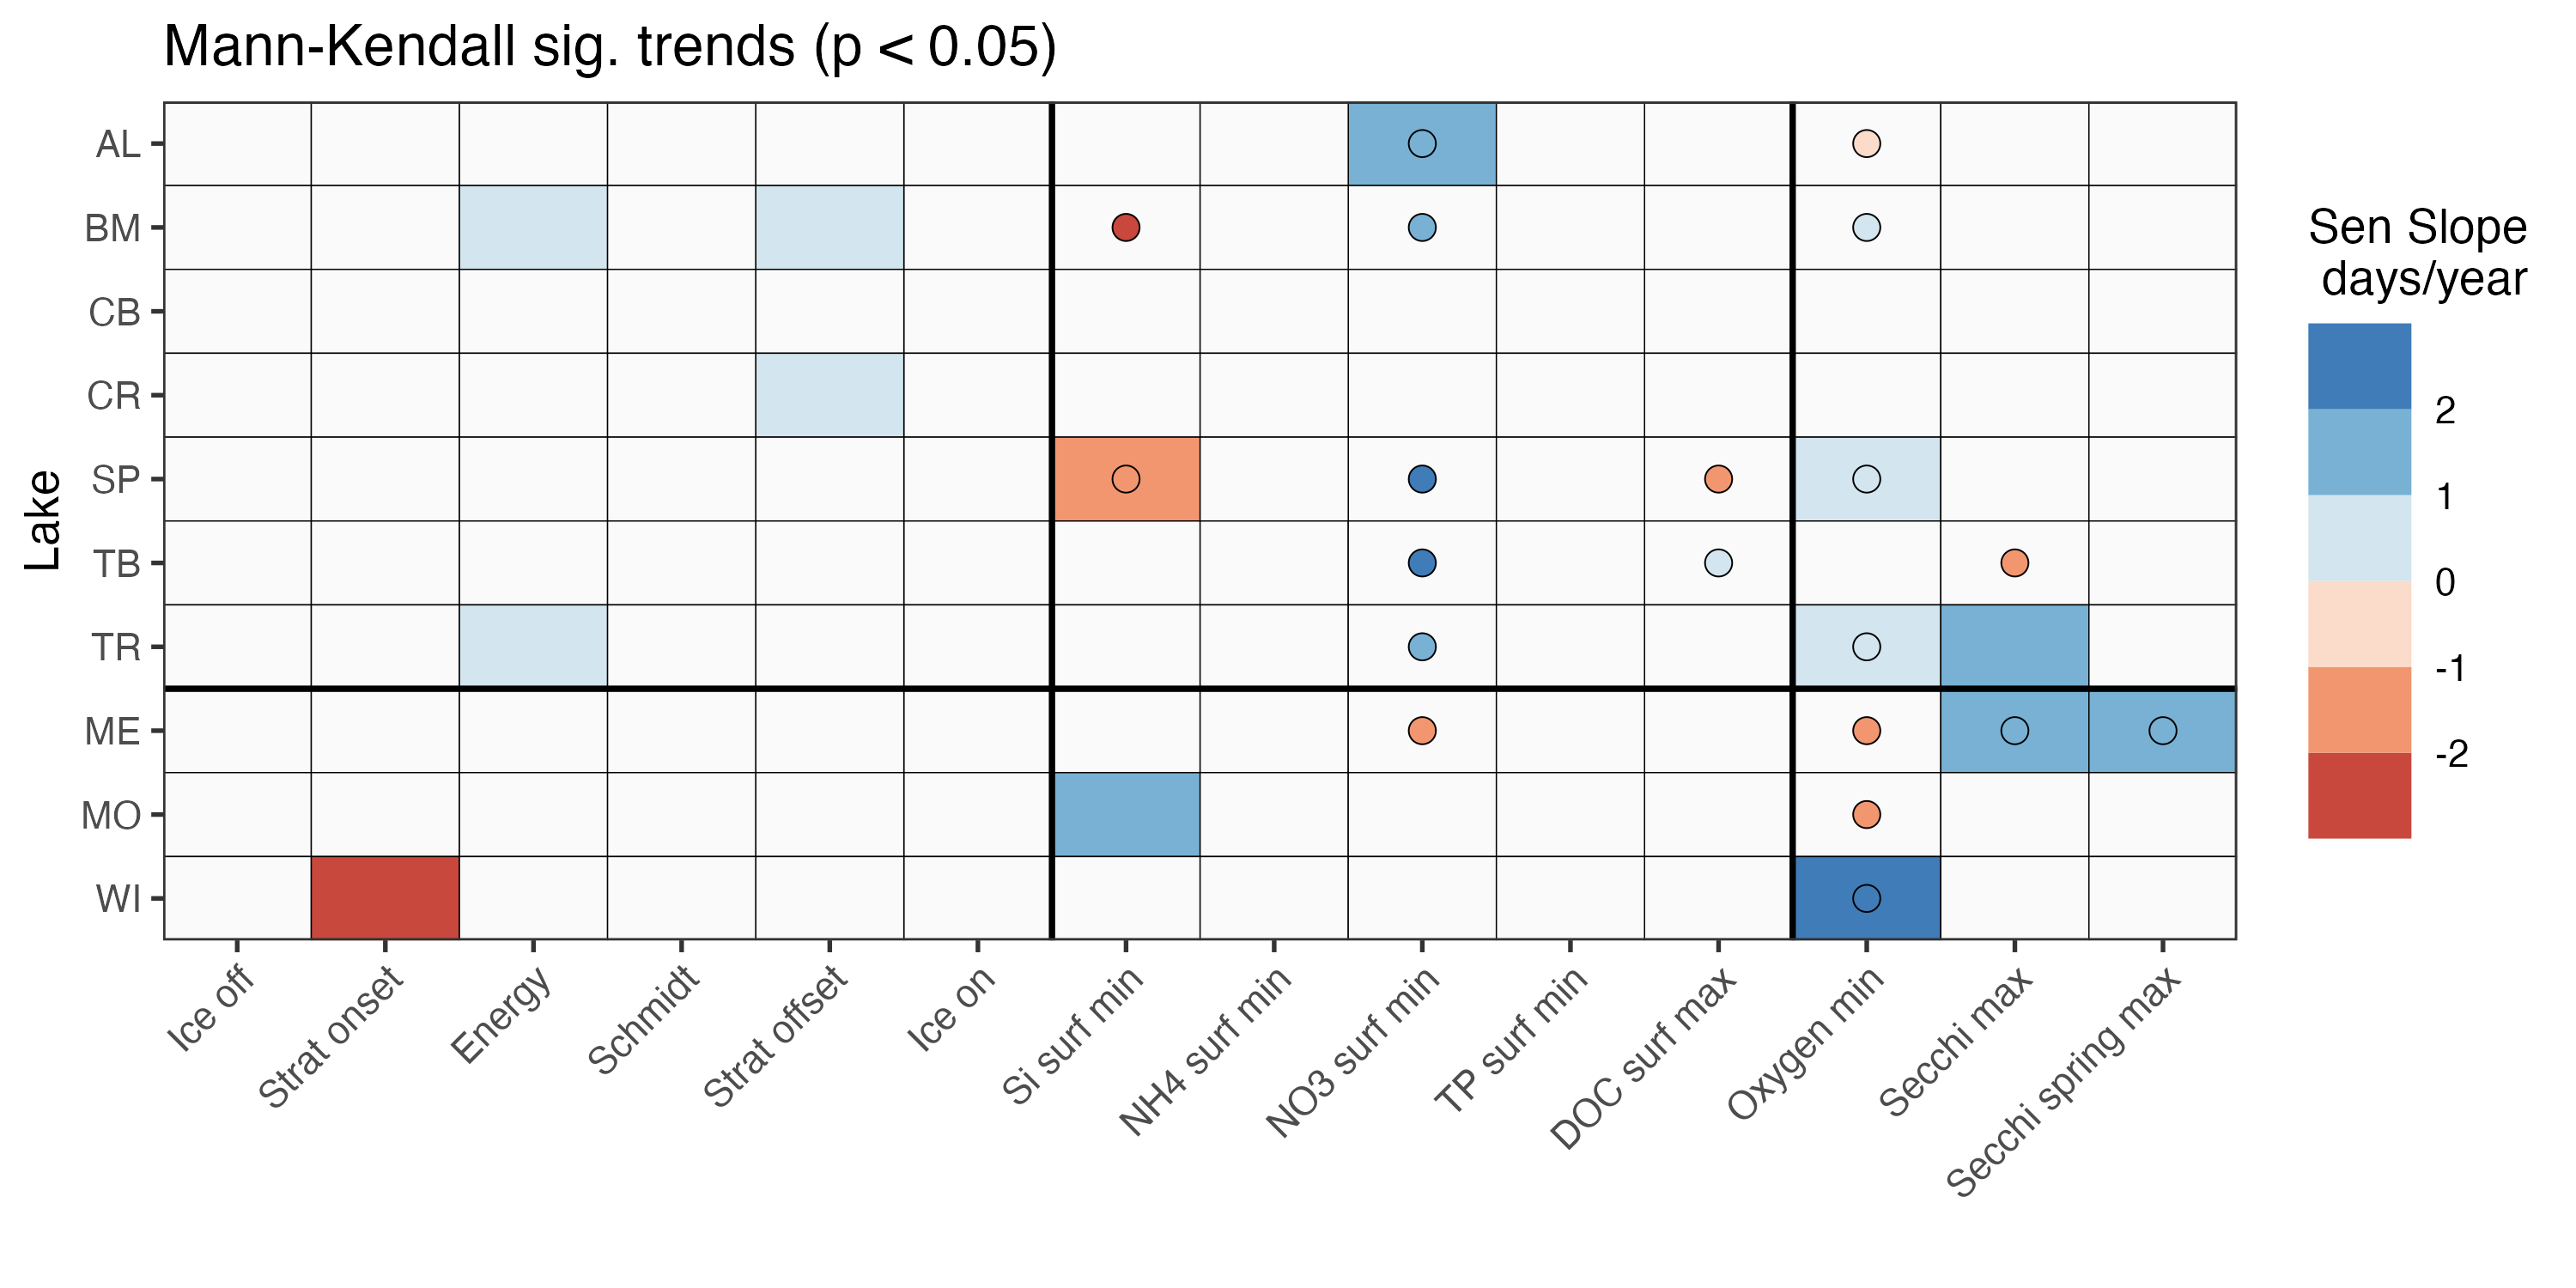 Mann-Kendall sig. trends (p < 0.05)
Lake
AL
BM
CB
CR
SP
TB
TR
ME
MO
WI
Ice off
Strat onset
Energy
Schmidt
Strat offset
Ice on
Si surf min
NH4 surf min
NO3 surf min
TP surf min
DOC surf max
Oxygen min
Secchi max
Secchi spring max
Sen Slope
days/year
2
1
0
-1
-2